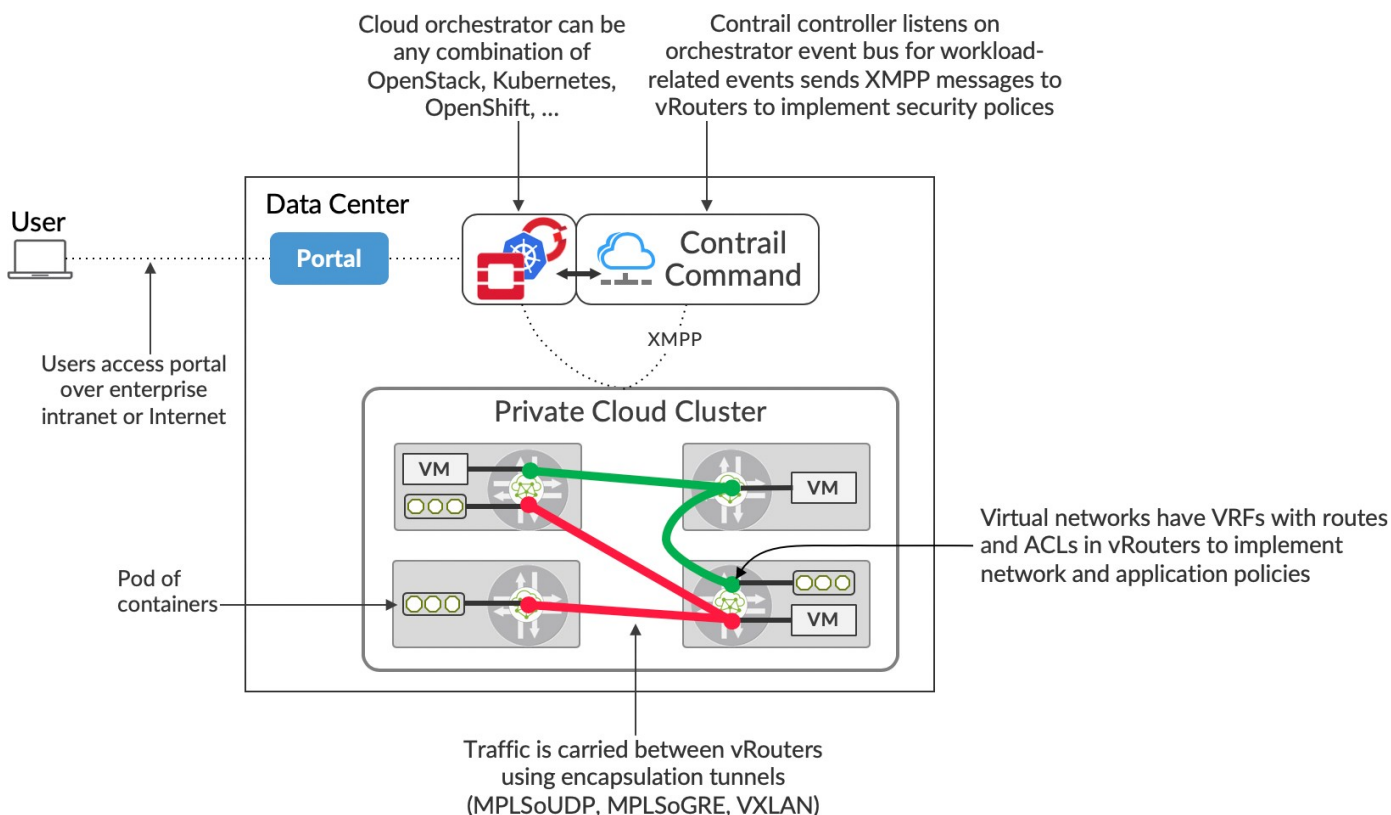 Cloud orchestrator can be
any combination of
OpenStack, Kubernetes,
OpenShift, ...
Contrail controller listens on
orchestrator event bus for workload-
related events sends XMPP messages to
vRouters to implement security polices
User
Data Center
Portal
Contrail
Command
XMPP
Users access portal
over enterprise
intranet or Internet
Private Cloud Cluster
VM
VM
Virtual networks have VRFs with routes
and ACLs in vRouters to implement
network and application policies
Pod of
containers
VM
Traffic is carried between vRouters
using encapsulation tunnels
(MPLSoUDP, MPLSoGRE, VXLAN)